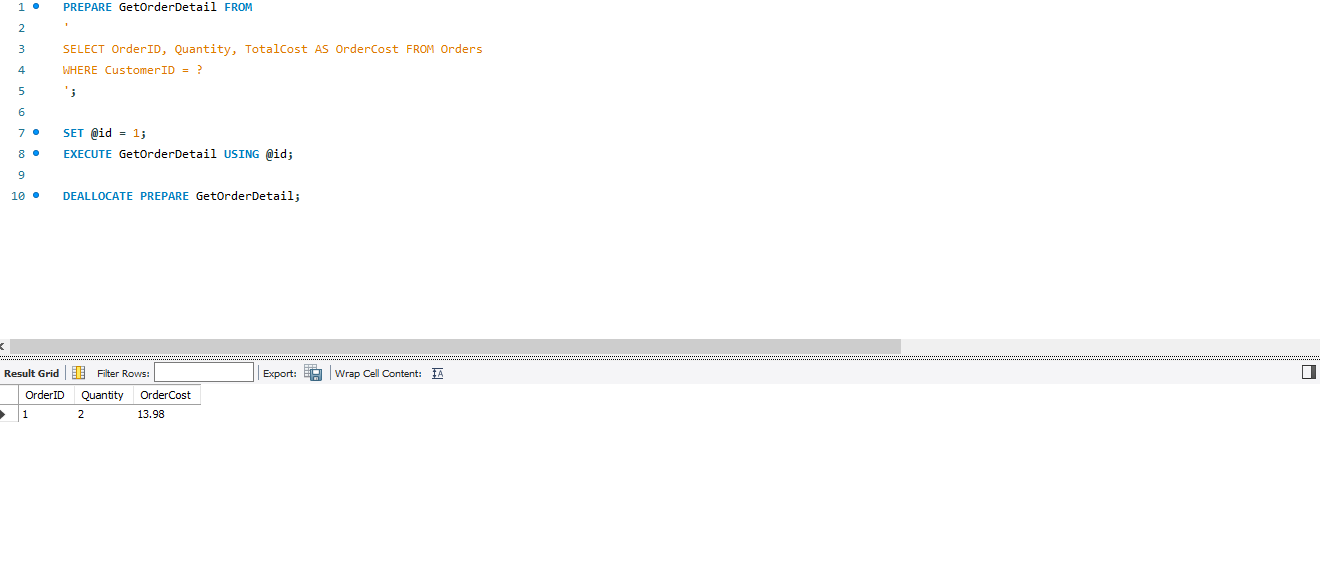 1 PREPARE GetOrderDetail FROM
2 '
3 SELECT OrderID, Quantity, TotalCost AS OrderCost FROM Orders
4 WHERE CustomerID = ?
5 ';
6
7 SET @id = 1;
8 EXECUTE GetOrderDetail USING @id;
9
10 DEALLOCATE PREPARE GetOrderDetail;
Result Grid Filter Rows: Export: Wrap Cell Content: IA
OrderID Quantity OrderCost
1 2 13.98